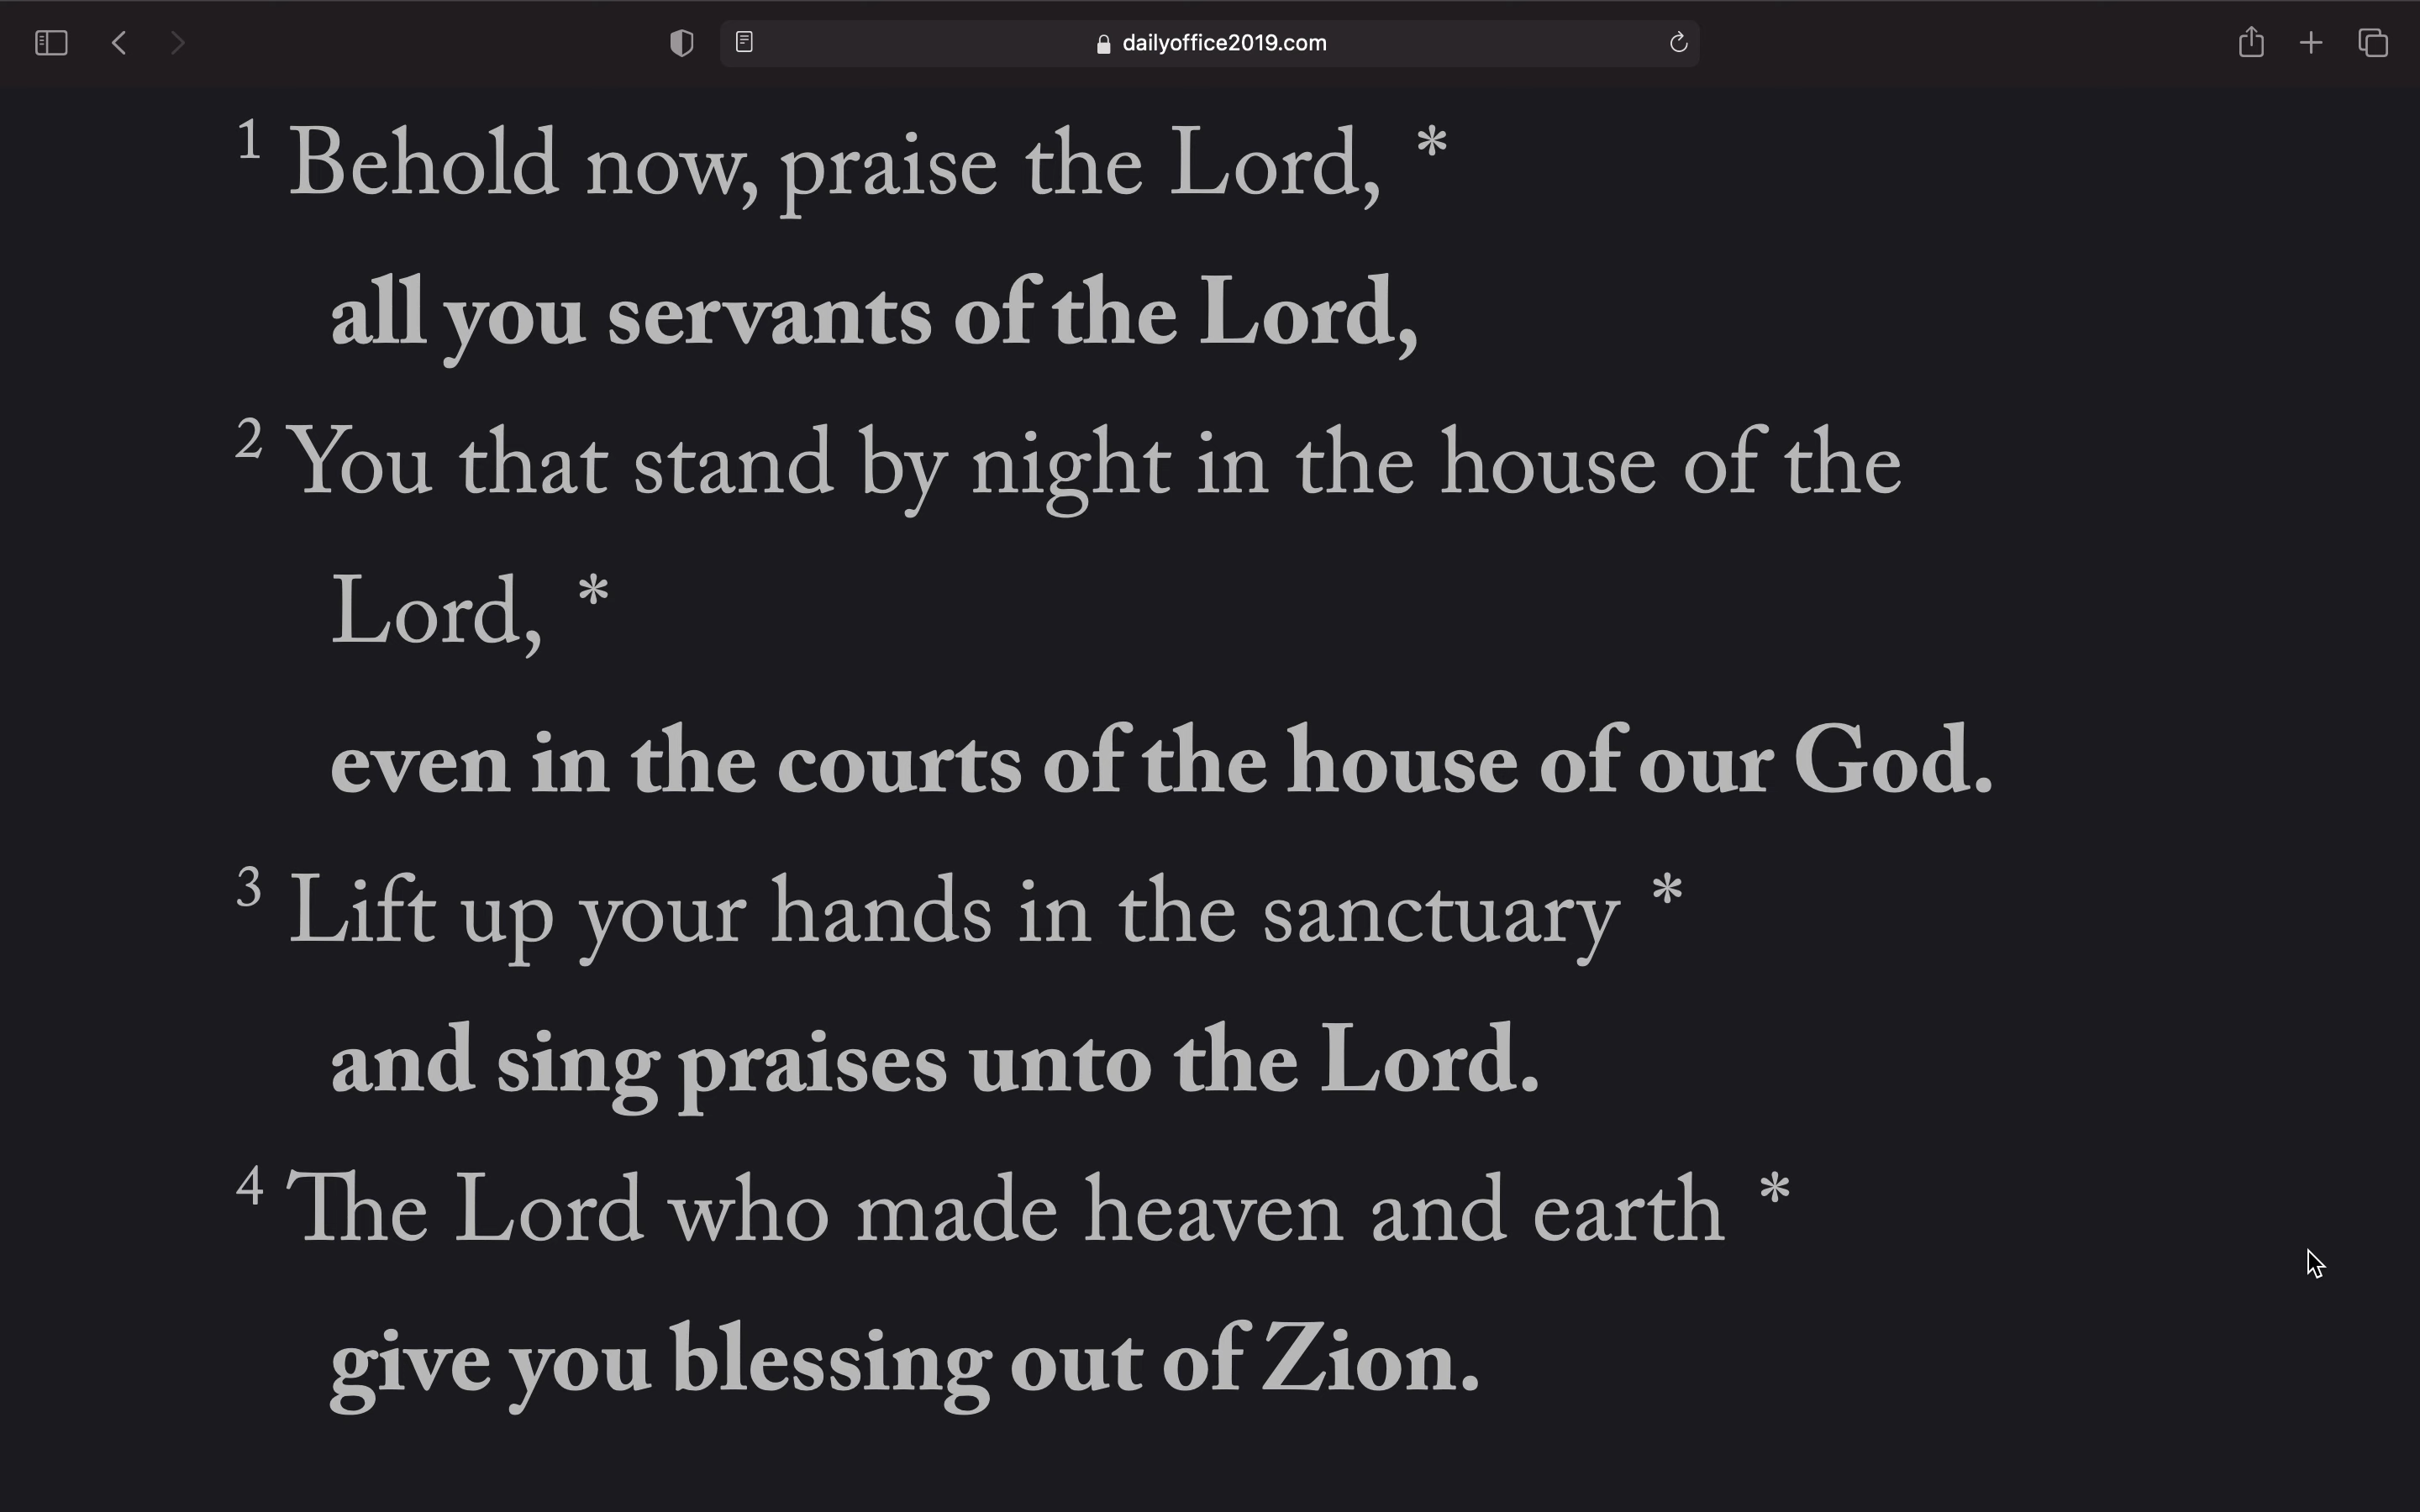 dailyoffice2019.com
1 Behold now, praise the Lord, *
all you servants of the Lord,
2 You that stand by night in the house of the
Lord, *
even in the courts of the house of our God.
3 Lift up your hands in the sanctuary *
and sing praises unto the Lord.
4 The Lord who made heaven and earth *
give you blessing out of Zion.